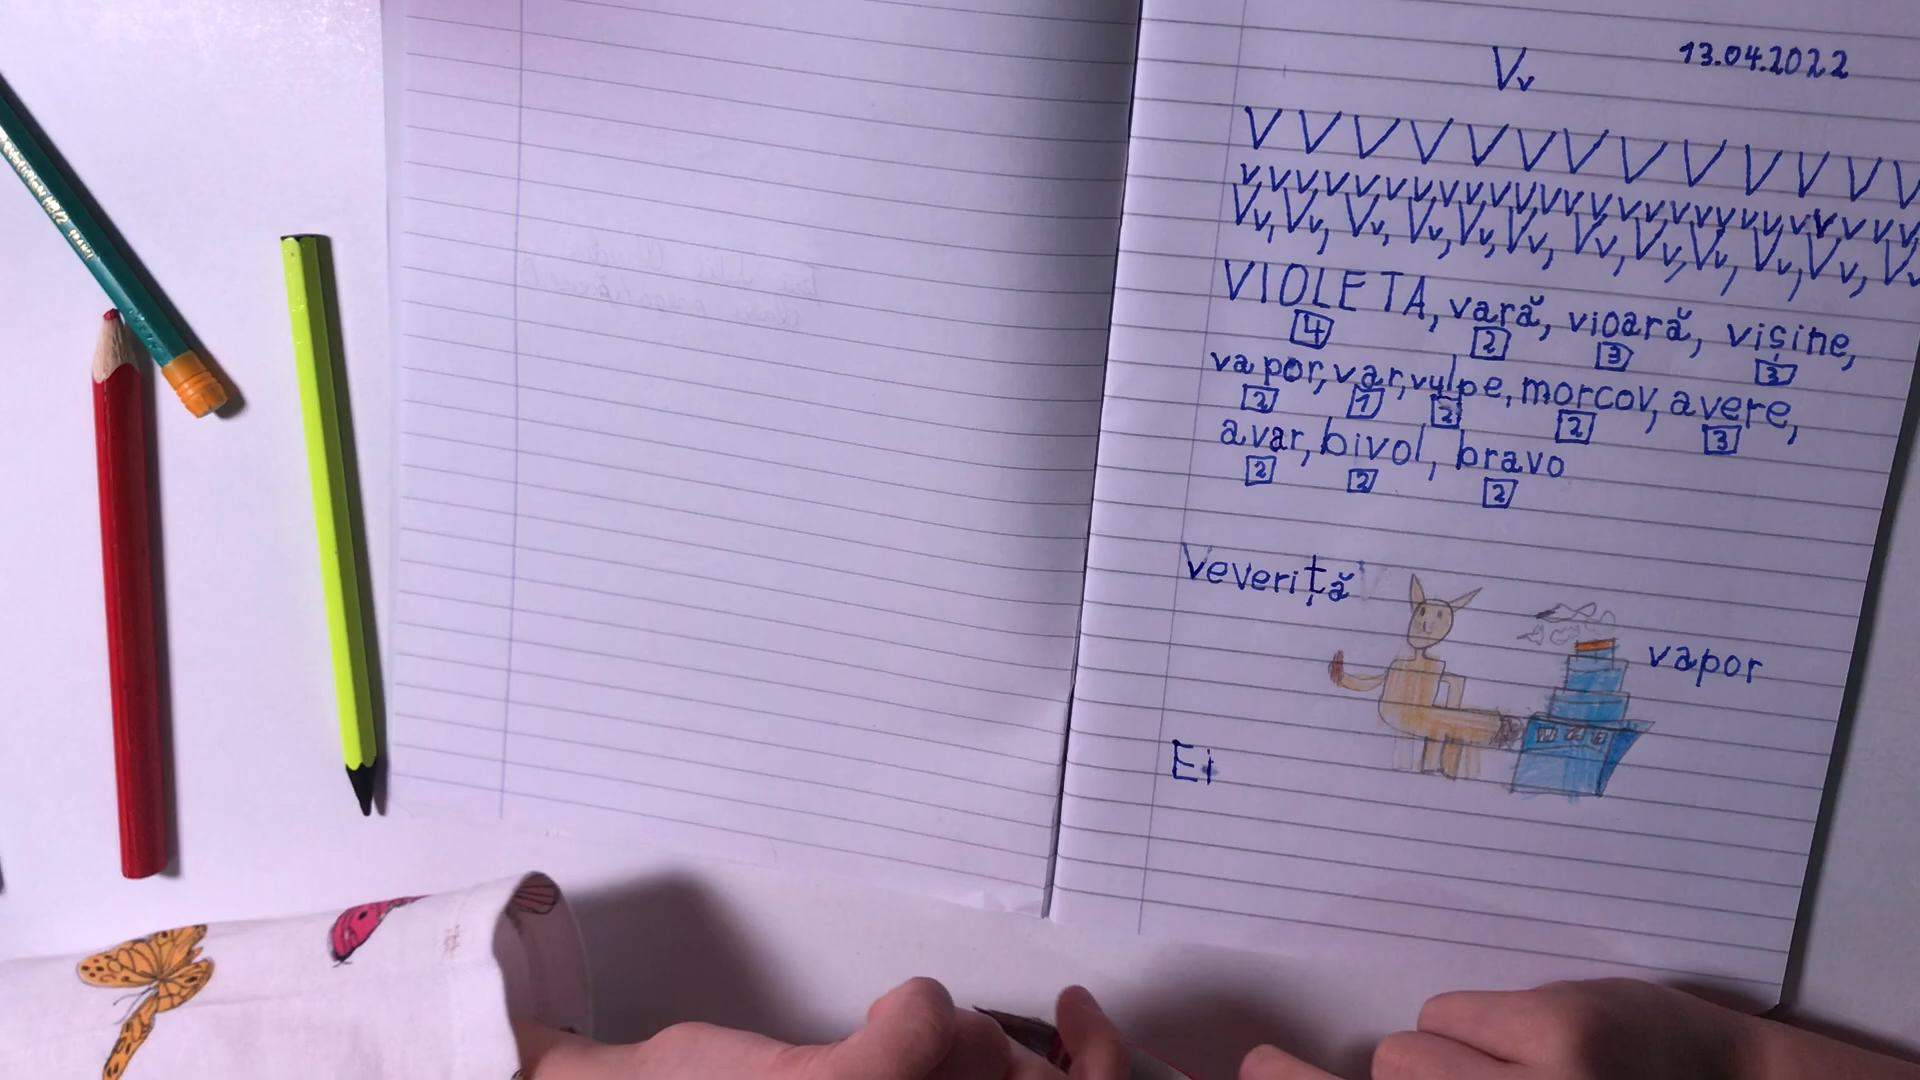 13.04.2022
Vv
V V V V V V V V V V V V V
v v v v v v v v v v v v v v v v v v v v v v v v v
Vv, Vv, Vv, Vv, Vv, Vv, Vv, Vv, Vv, Vv, Vv, Vv
VIOLETA, vară, vioară, vișine,
4 2 3 3
vapor, var, vulpe, morcov, avere,
2 1 2 2 3
avar, bivol, bravo
2 2 2
Veveriță
vapor
Ei